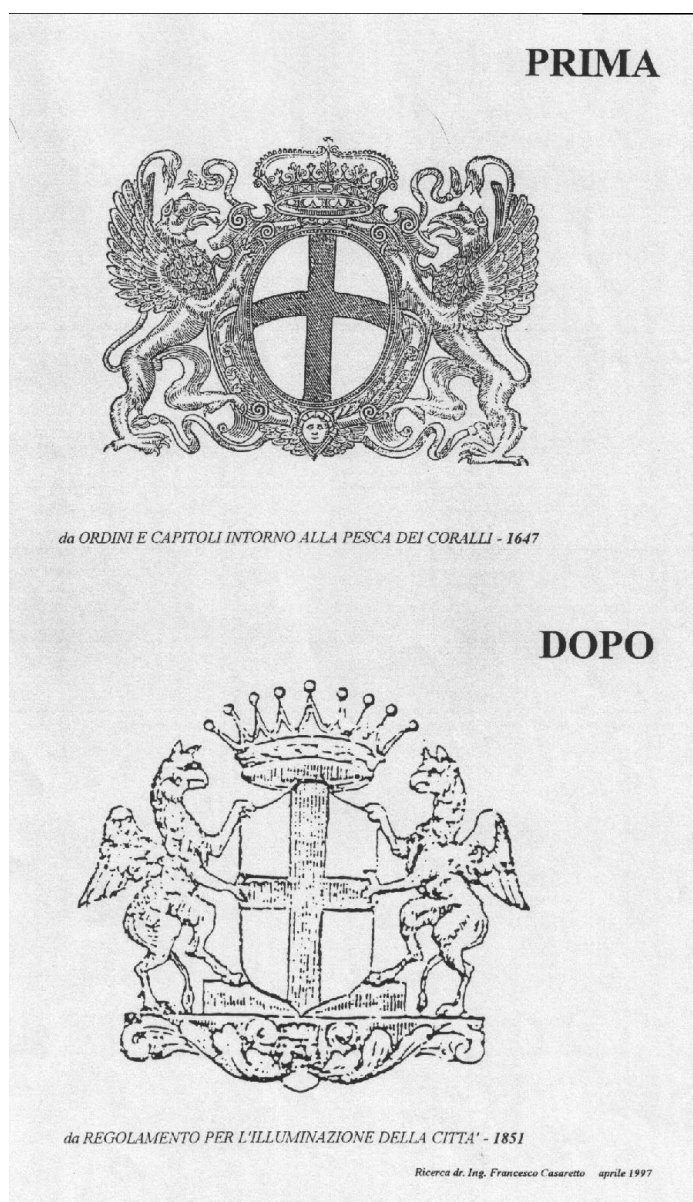 PRIMA
da ORDINI E CAPITOLI INTORNO ALLA PESCA DEI CORALLI - 1647
DOPO
da REGOLAMENTO PER L'ILLUMINAZIONE DELLA CITTA' - 1851
Ricerca dr. Ing. Francesco Casaretto aprile 1997